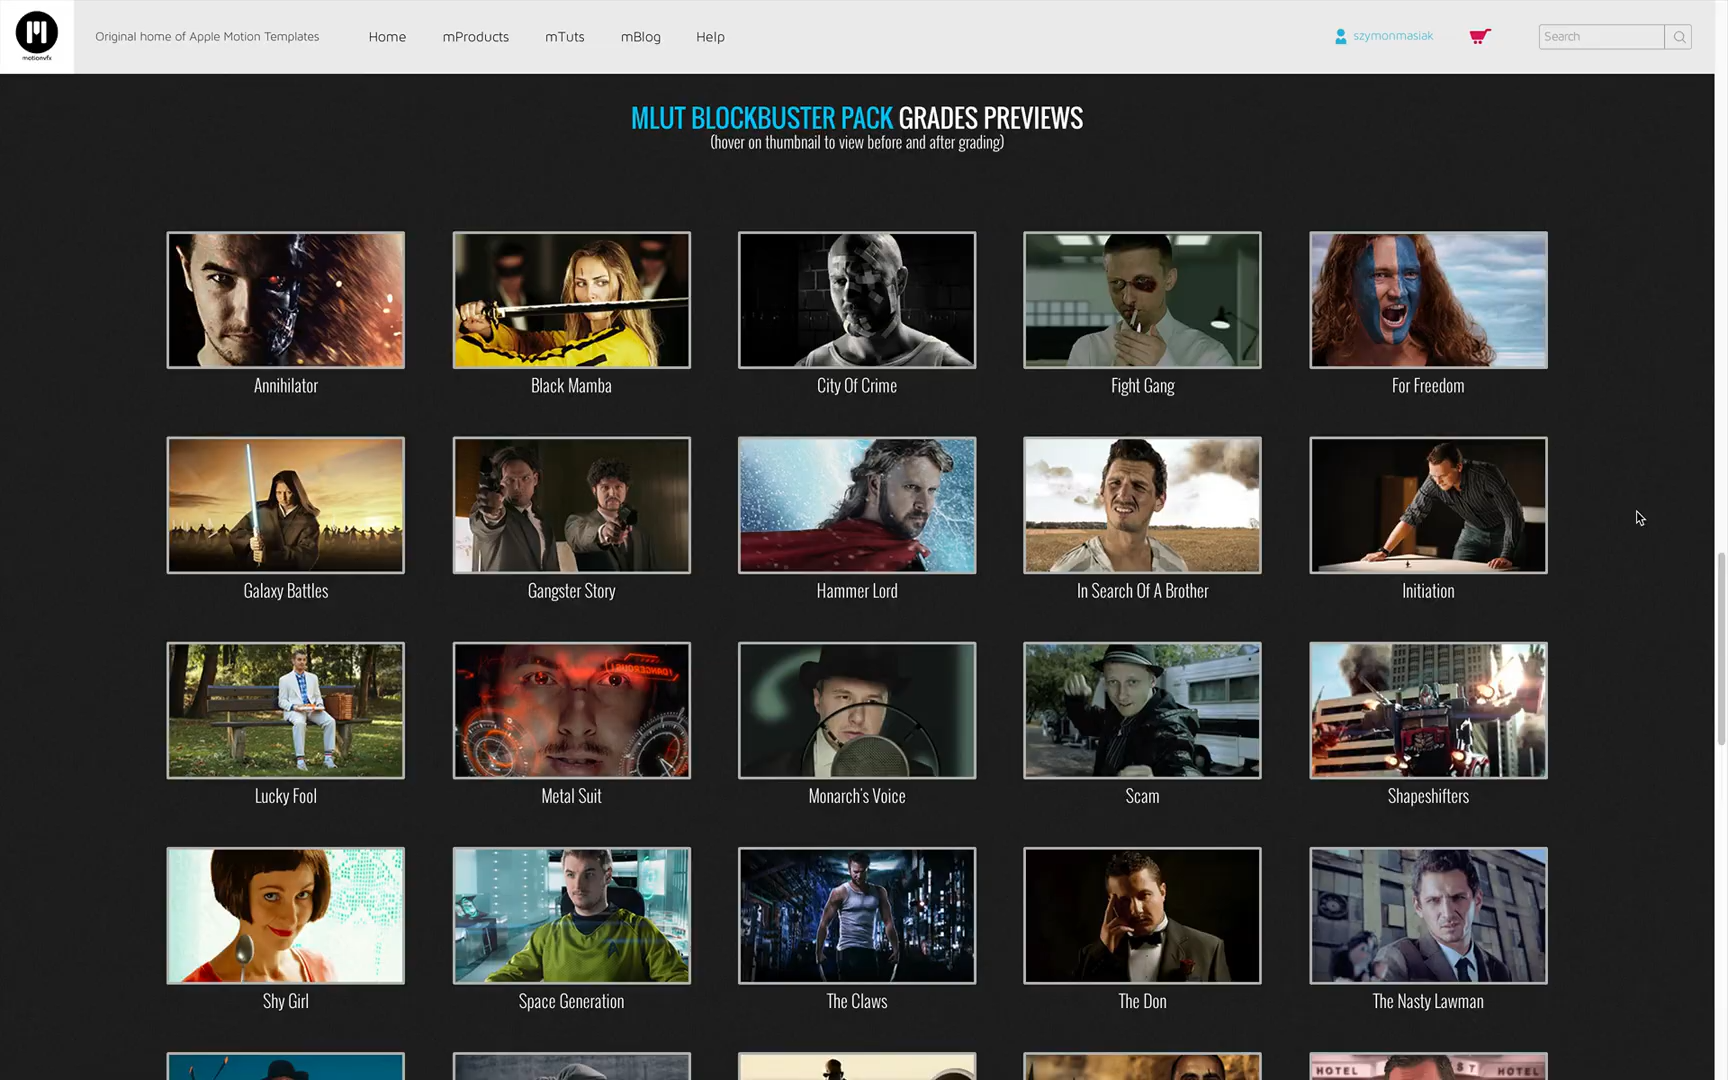 motionvfx
Original home of Apple Motion Templates
Home
mProducts
mTuts
mBlog
Help
szymonmasiak
Search
MLUT BLOCKBUSTER PACK GRADES PREVIEWS
(hover on thumbnail to view before and after grading)
Annihilator
Black Mamba
City Of Crime
Fight Gang
For Freedom
Galaxy Battles
Gangster Story
Hammer Lord
In Search Of A Brother
Initiation
!DANGEROUS!
Lucky Fool
Metal Suit
Monarch's Voice
Scam
Shapeshifters
Shy Girl
Space Generation
The Claws
The Don
The Nasty Lawman
HOTEL
ST
HOTEL